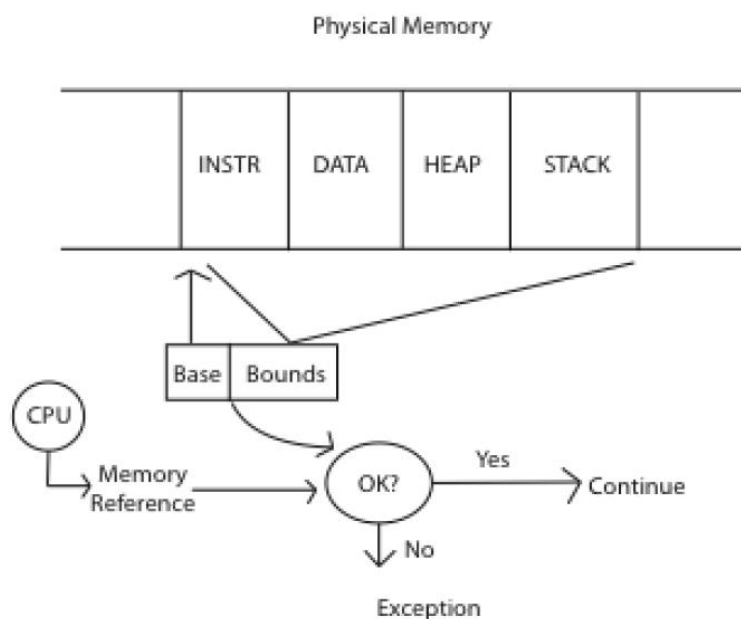 Physical Memory
INSTR DATA HEAP STACK
Base Bounds
CPU
Memory
Reference
OK?
Yes
Continue
No
Exception